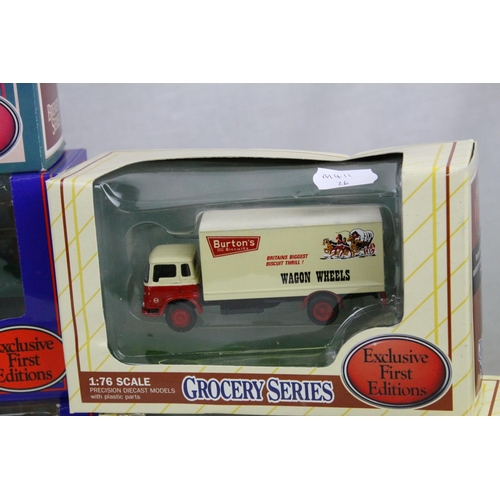 Burton's
BRITAINS BIGGEST
BISCUIT THRILL!
WAGON WHEELS
Exclusive
First
Editions
1:76 SCALE
PRECISION DIECAST MODELS
with plastic parts
GROCERY SERIES
Exclusive
First
Editions